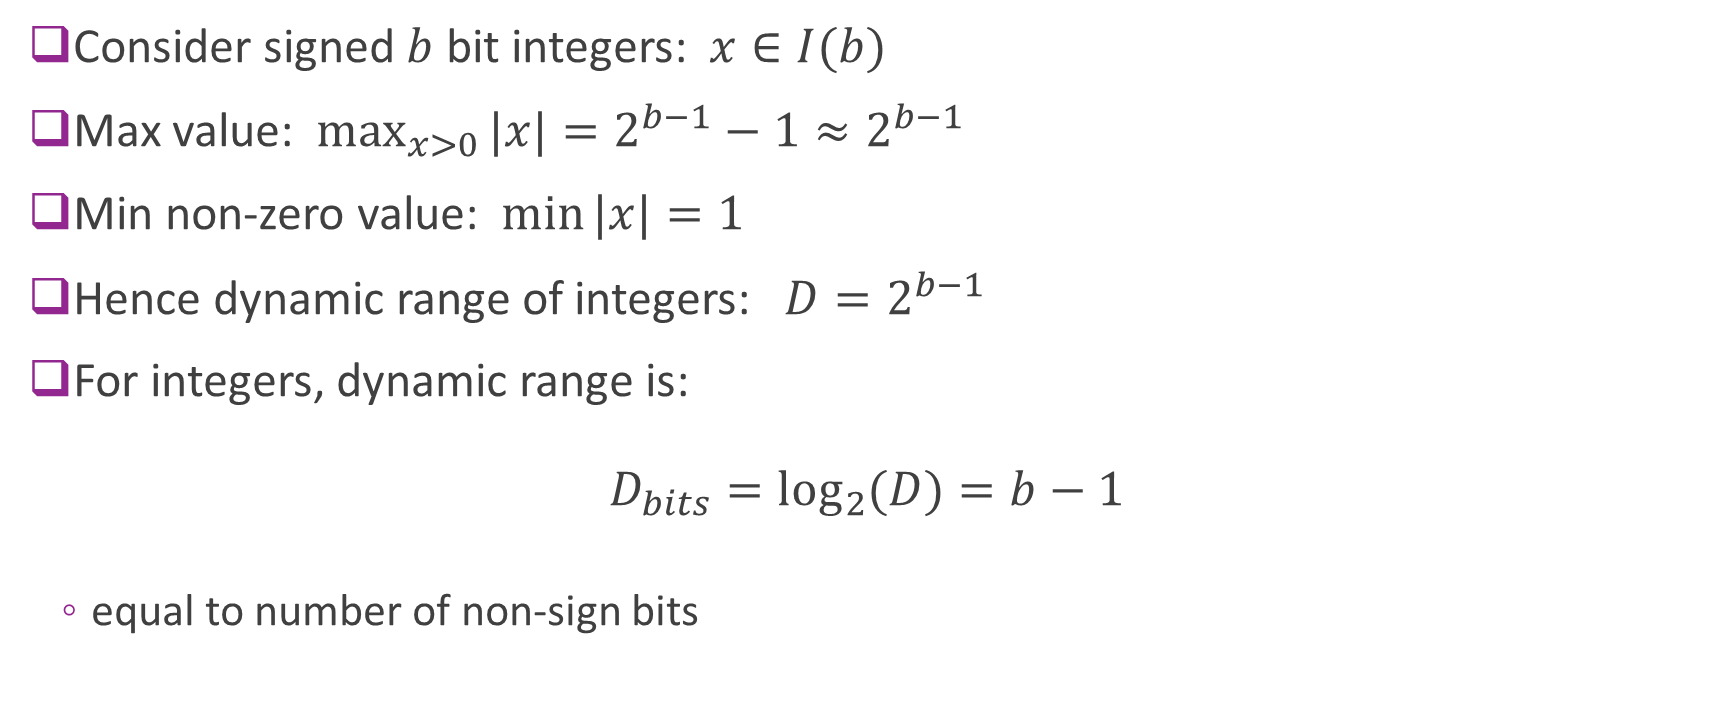 ❑Consider signed b bit integers: x ∈ I(b)
❑Max value: max_{x>0} |x| = 2^{b−1} − 1 ≈ 2^{b−1}
❑Min non-zero value: min |x| = 1
❑Hence dynamic range of integers: D = 2^{b−1}
❑For integers, dynamic range is:
D_{bits} = log_2(D) = b − 1
◦ equal to number of non-sign bits